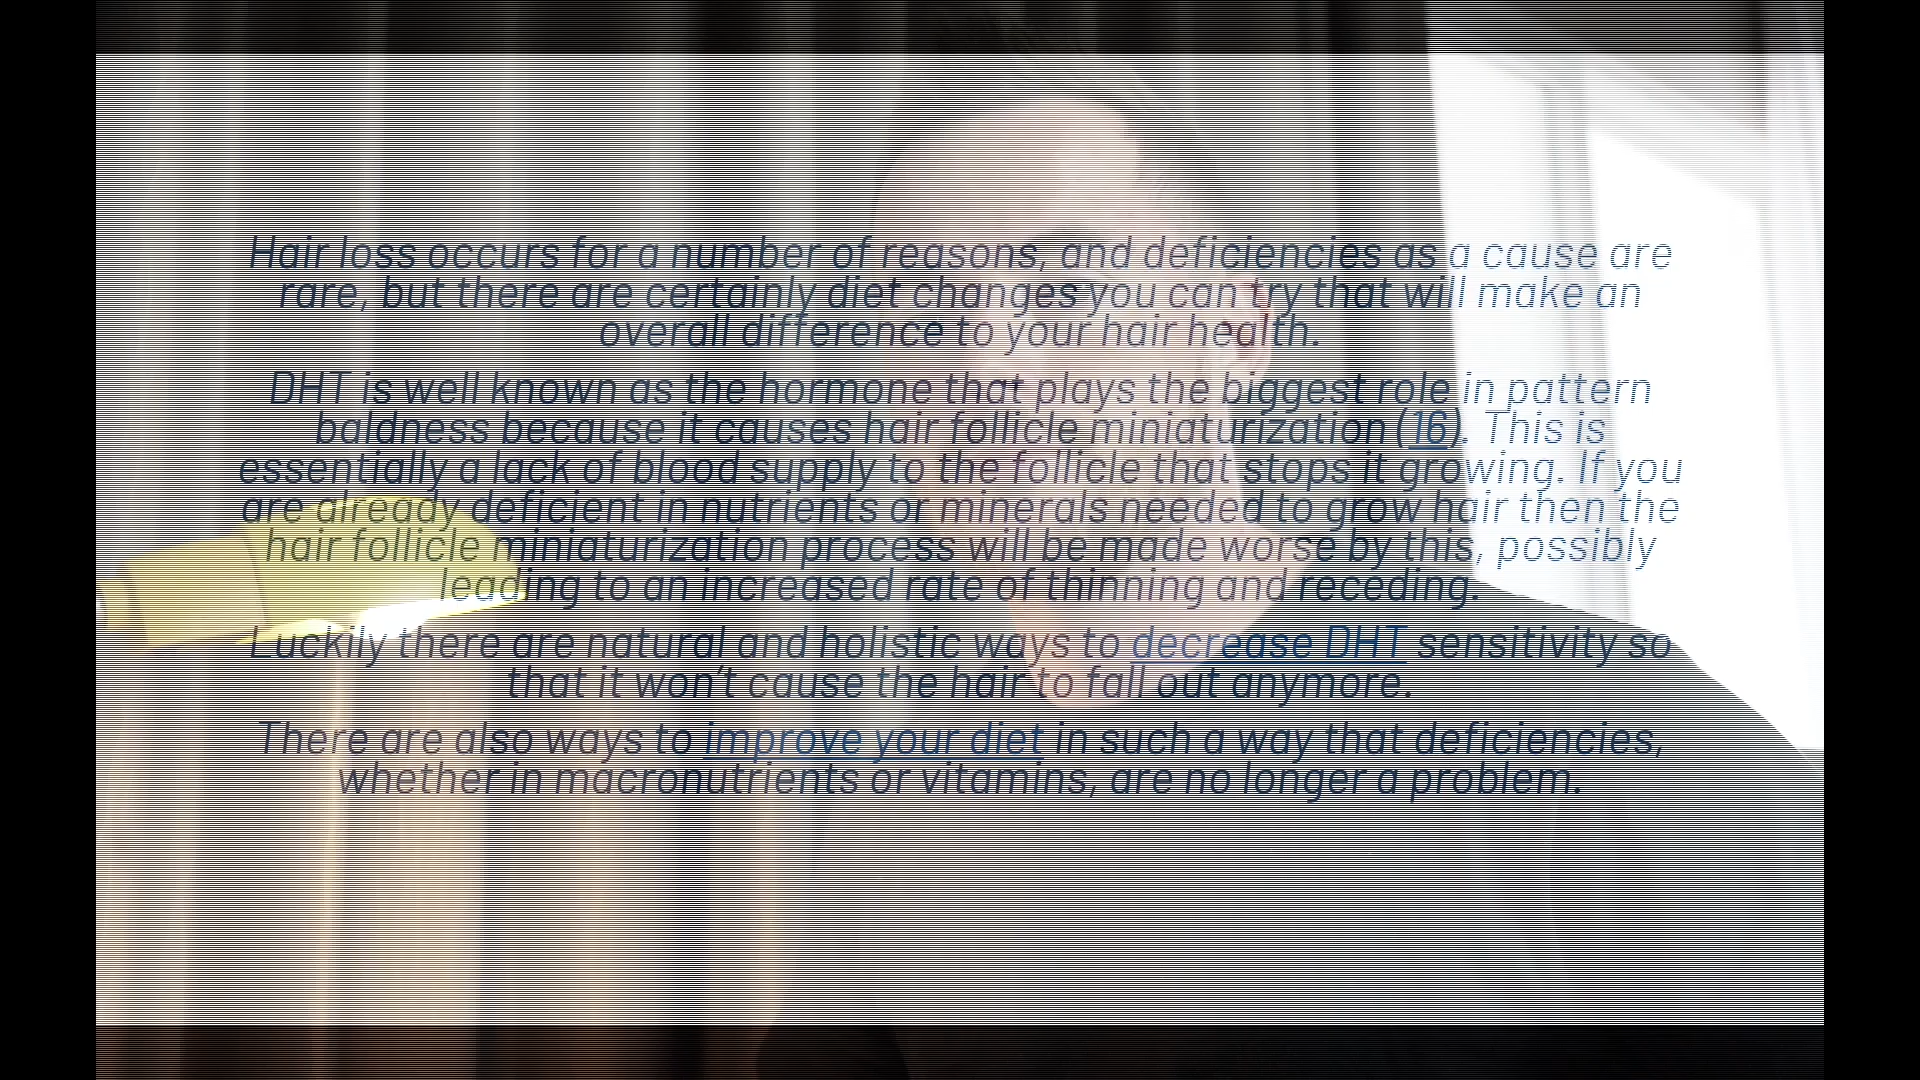 Hair loss occurs for a number of reasons, and deficiencies as a cause are
rare, but there are certainly diet changes you can try that will make an
overall difference to your hair health.
DHT is well known as the hormone that plays the biggest role in pattern
baldness because it causes hair follicle miniaturization (16). This is
essentially a lack of blood supply to the follicle that stops it growing. If you
are already deficient in nutrients or minerals needed to grow hair then the
hair follicle miniaturization process will be made worse by this, possibly
leading to an increased rate of thinning and receding.
Luckily there are natural and holistic ways to decrease DHT sensitivity so
that it won't cause the hair to fall out anymore.
There are also ways to improve your diet in such a way that deficiencies,
whether in macronutrients or vitamins, are no longer a problem.